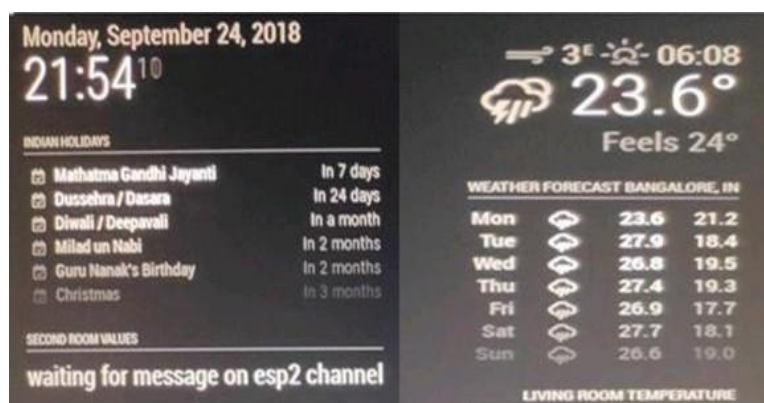 Monday, September 24, 2018
21:54 10
INDIAN HOLIDAYS
Mathatma Gandhi Jayanti In 7 days
Dussehra / Dasara In 24 days
Diwali / Deepavali In a month
Milad un Nabi In 2 months
Guru Nanak's Birthday In 2 months
Christmas In 3 months
SECOND ROOM VALUES
waiting for message on esp2 channel
3 E 06:08
23.6°
Feels 24°
WEATHER FORECAST BANGALORE, IN
Mon 23.6 21.2
Tue 27.9 18.4
Wed 26.8 19.5
Thu 27.4 19.3
Fri 26.9 17.7
Sat 27.7 18.1
Sun 26.6 19.0
LIVING ROOM TEMPERATURE